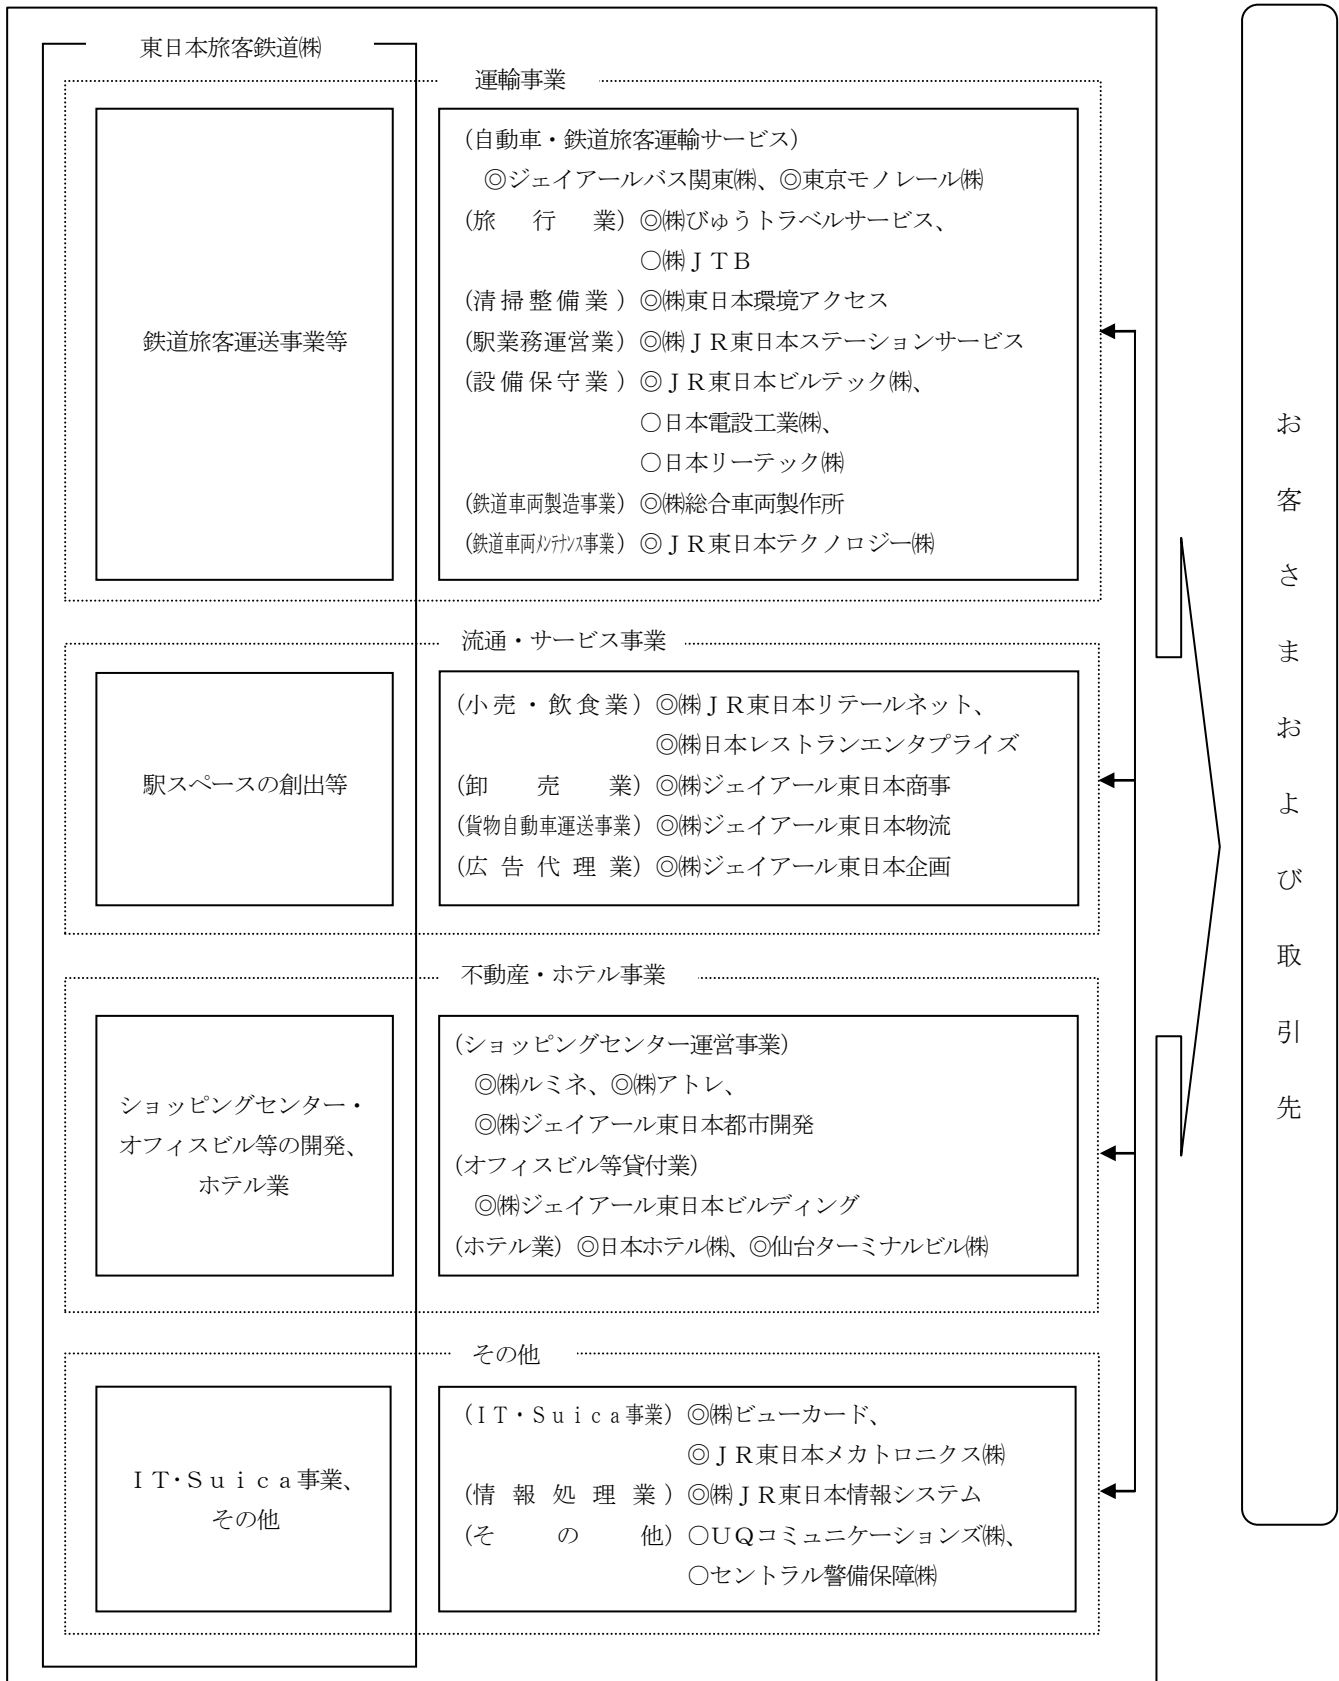 東日本旅客鉄道㈱
運輸事業
鉄道旅客運送事業等
(自動車・鉄道旅客運輸サービス)
◎ジェイアールバス関東㈱、◎東京モノレール㈱
(旅行業) ◎㈱びゅうトラベルサービス、
○㈱ＪＴＢ
(清掃整備業) ◎㈱東日本環境アクセス
(駅業務運営業) ◎㈱ＪＲ東日本ステーションサービス
(設備保守業) ◎ＪＲ東日本ビルテック㈱、
○日本電設工業㈱、
○日本リーテック㈱
(鉄道車両製造事業) ◎㈱総合車両製作所
(鉄道車両ﾒﾝﾃﾅﾝｽ事業) ◎ＪＲ東日本テクノロジー㈱
流通・サービス事業
駅スペースの創出等
(小売・飲食業) ◎㈱ＪＲ東日本リテールネット、
◎㈱日本レストランエンタプライズ
(卸売業) ◎㈱ジェイアール東日本商事
(貨物自動車運送事業) ◎㈱ジェイアール東日本物流
(広告代理業) ◎㈱ジェイアール東日本企画
不動産・ホテル事業
ショッピングセンター・
オフィスビル等の開発、
ホテル業
(ショッピングセンター運営事業)
◎㈱ルミネ、◎㈱アトレ、
◎㈱ジェイアール東日本都市開発
(オフィスビル等貸付業)
◎㈱ジェイアール東日本ビルディング
(ホテル業) ◎日本ホテル㈱、◎仙台ターミナルビル㈱
その他
ＩＴ・Ｓｕｉｃａ事業、
その他
(ＩＴ・Ｓｕｉｃａ事業) ◎㈱ビューカード、
◎ＪＲ東日本メカトロニクス㈱
(情報処理業) ◎㈱ＪＲ東日本情報システム
(その他) ○ＵＱコミュニケーションズ㈱、
○セントラル警備保障㈱
お客さまおよび取引先